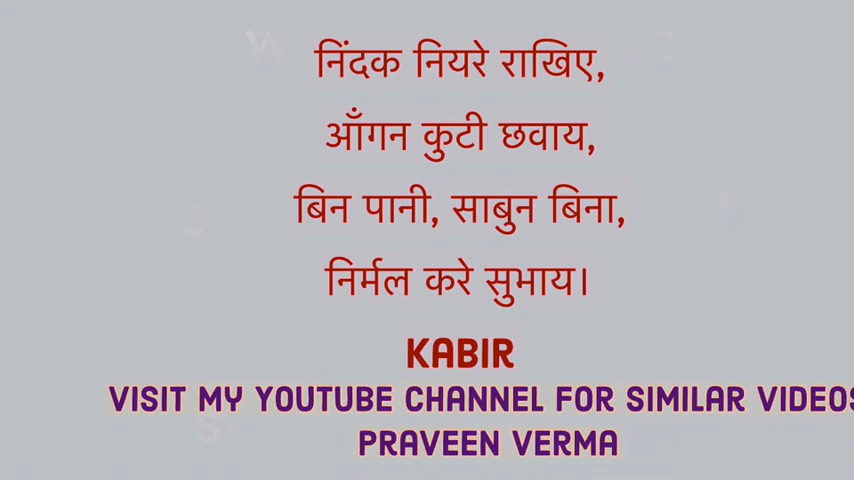 निंदक नियरे राखिए,
आँगन कुटी छवाय,
बिन पानी, साबुन बिना,
निर्मल करे सुभाय।
KABIR
VISIT MY YOUTUBE CHANNEL FOR SIMILAR VIDEOS
PRAVEEN VERMA